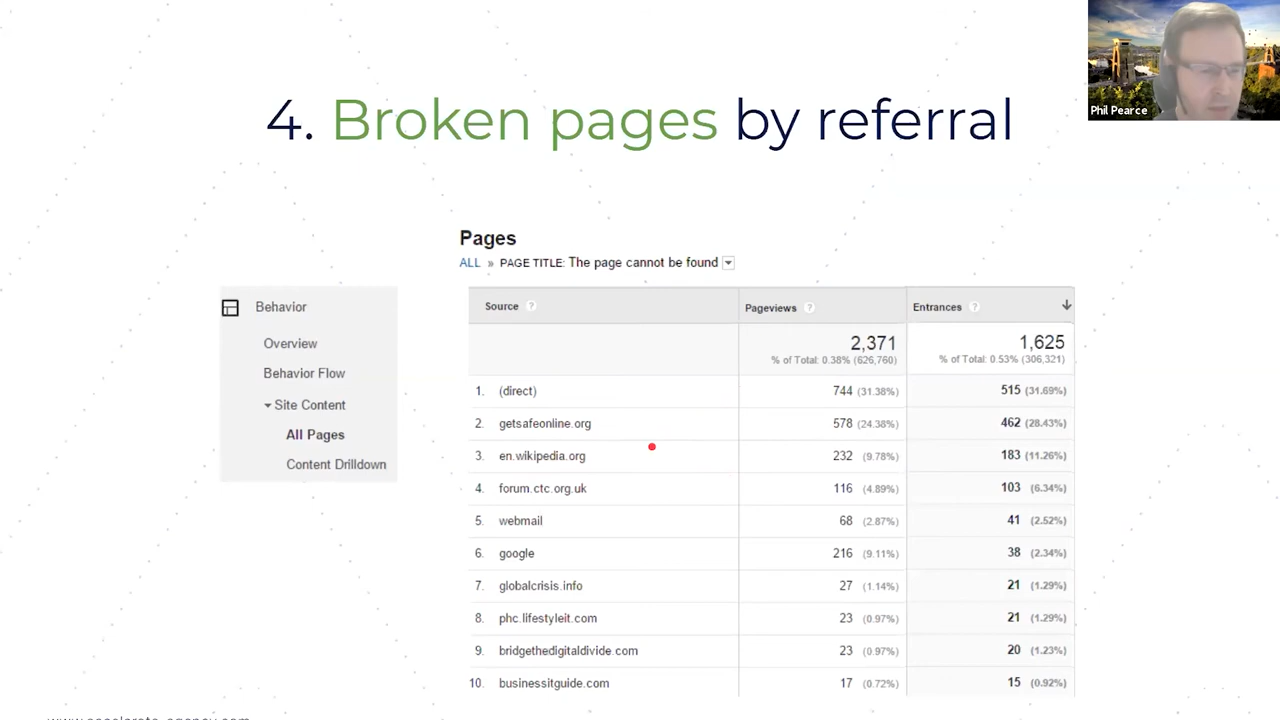 Phil Pearce
4. Broken pages by referral
Pages
ALL » PAGE TITLE: The page cannot be found
Behavior
Overview
Behavior Flow
Site Content
All Pages
Content Drilldown
Source ? Pageviews ? Entrances ?
2,371 1,625
% of Total: 0.38% (626,760) % of Total: 0.53% (306,321)
1. (direct) 744 (31.38%) 515 (31.69%)
2. getsafeonline.org 578 (24.38%) 462 (28.43%)
3. en.wikipedia.org 232 (9.78%) 183 (11.26%)
4. forum.ctc.org.uk 116 (4.89%) 103 (6.34%)
5. webmail 68 (2.87%) 41 (2.52%)
6. google 216 (9.11%) 38 (2.34%)
7. globalcrisis.info 27 (1.14%) 21 (1.29%)
8. phc.lifestyleit.com 23 (0.97%) 21 (1.29%)
9. bridgethedigitaldivide.com 23 (0.97%) 20 (1.23%)
10. businessitguide.com 17 (0.72%) 15 (0.92%)